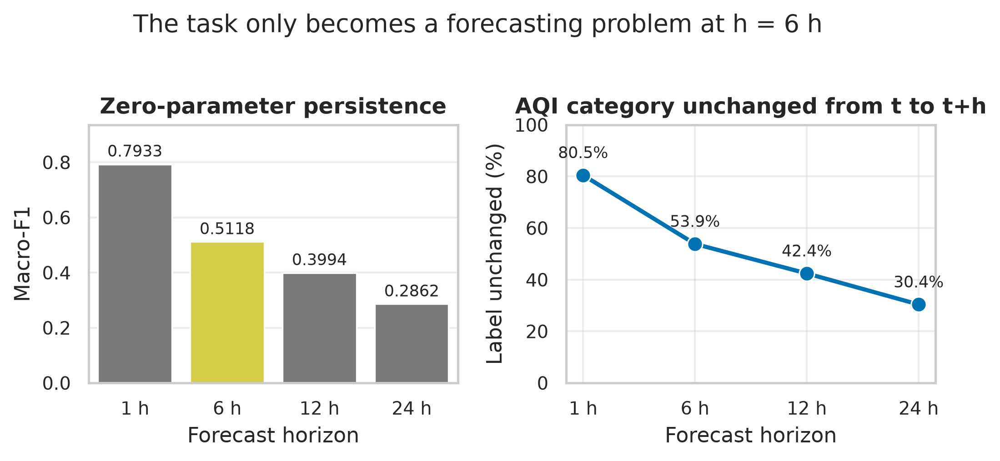 The task only becomes a forecasting problem at h = 6 h
Zero-parameter persistence
Macro-F1
0.8
0.6
0.4
0.2
0.0
0.7933
0.5118
0.3994
0.2862
1 h
6 h
12 h
24 h
Forecast horizon
AQI category unchanged from t to t+h
Label unchanged (%)
100
80
60
40
20
0
80.5%
53.9%
42.4%
30.4%
1 h
6 h
12 h
24 h
Forecast horizon